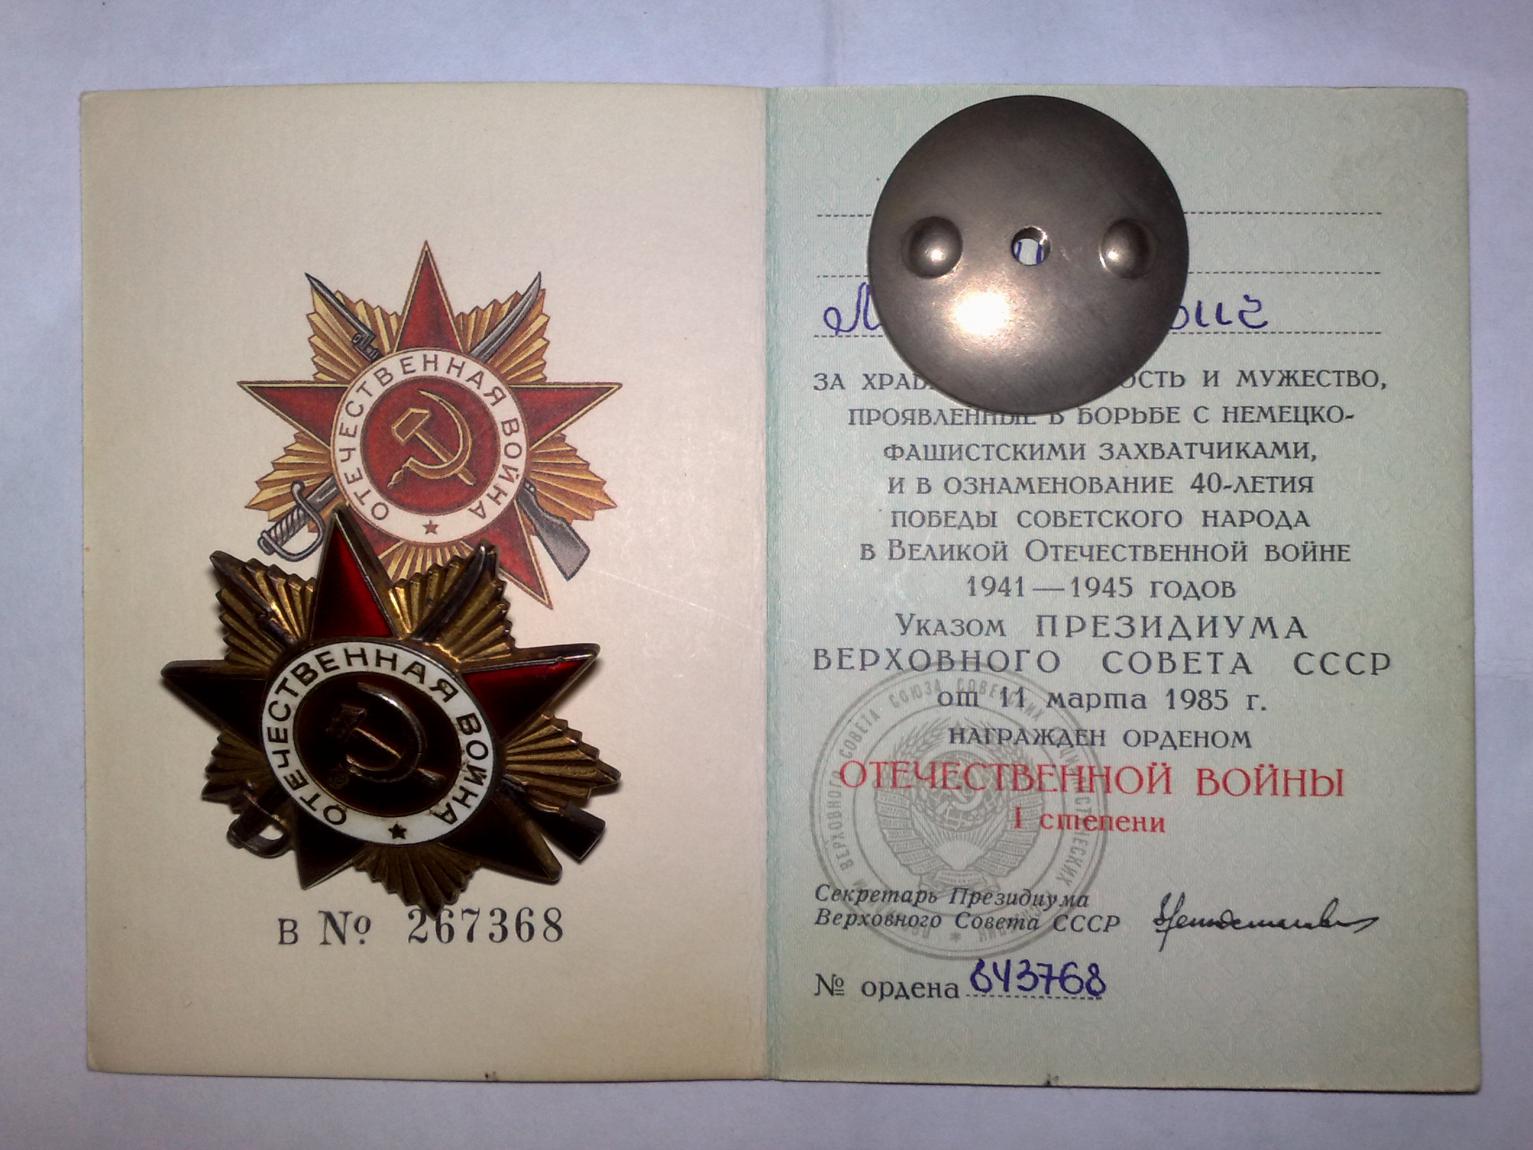 ОТЕЧЕСТВЕННАЯ ВОЙНА
ОТЕЧЕСТВЕННАЯ ВОЙНА
В № 267368
ЗА МУЖЕСТВО,
ПРОЯВЛЕННЫЕ В БОРЬБЕ С НЕМЕЦКО-
ФАШИСТСКИМИ ЗАХВАТЧИКАМИ,
И В ОЗНАМЕНОВАНИЕ 40-ЛЕТИЯ
ПОБЕДЫ СОВЕТСКОГО НАРОДА
В ВЕЛИКОЙ ОТЕЧЕСТВЕННОЙ ВОЙНЕ
1941—1945 ГОДОВ
УКАЗОМ ПРЕЗИДИУМА
ВЕРХОВНОГО СОВЕТА СССР
от 11 марта 1985 г.
НАГРАЖДЕН ОРДЕНОМ
ОТЕЧЕСТВЕННОЙ ВОЙНЫ
I степени
Секретарь Президиума
Верховного Совета СССР
№ ордена 843768